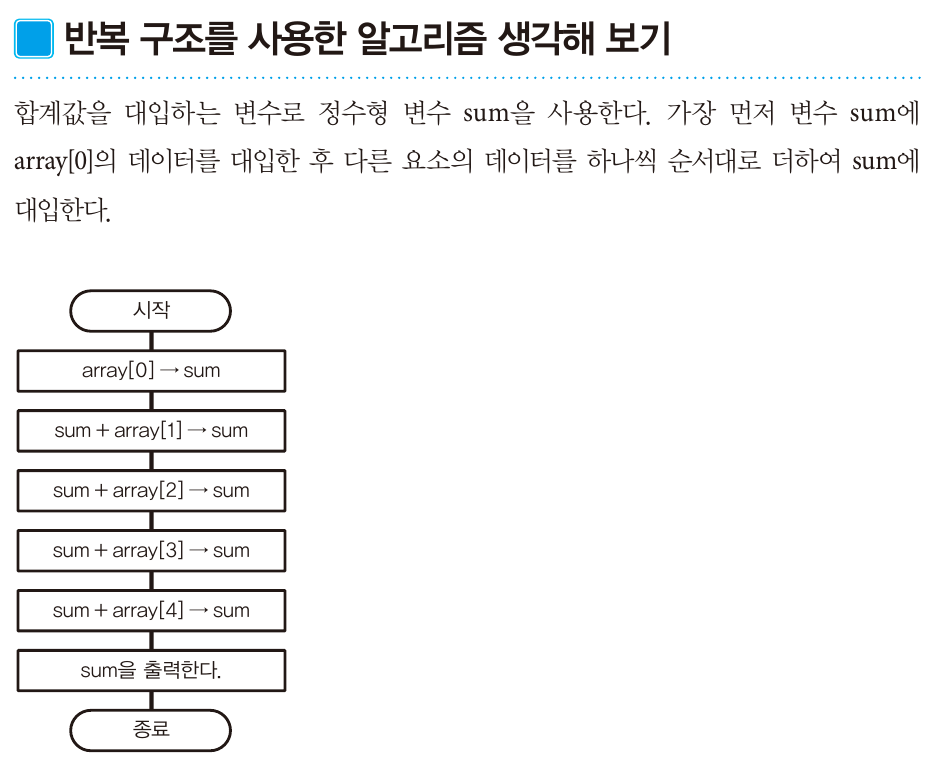 반복 구조를 사용한 알고리즘 생각해 보기
합계값을 대입하는 변수로 정수형 변수 sum을 사용한다. 가장 먼저 변수 sum에
array[0]의 데이터를 대입한 후 다른 요소의 데이터를 하나씩 순서대로 더하여 sum에
대입한다.
시작
array[0] → sum
sum + array[1] → sum
sum + array[2] → sum
sum + array[3] → sum
sum + array[4] → sum
sum을 출력한다.
종료